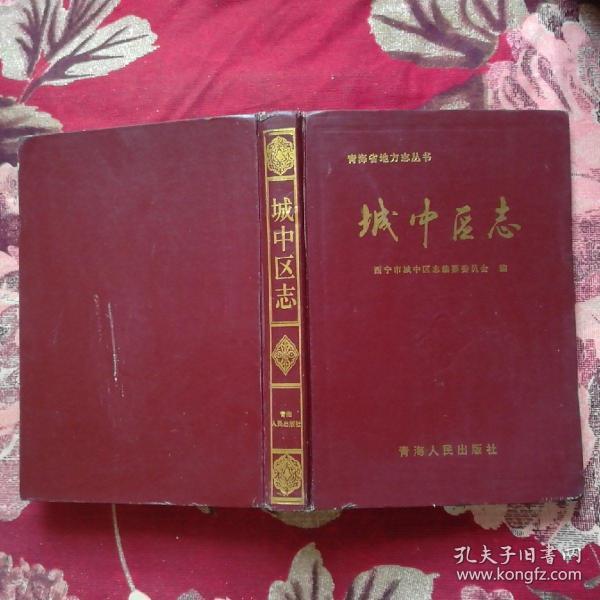 青海省地方志丛书
城中区志
西宁市城中区志编纂委员会 编
青海人民出版社
城中区志
青海
人民出版社
孔夫子旧书网
www.kongfz.com